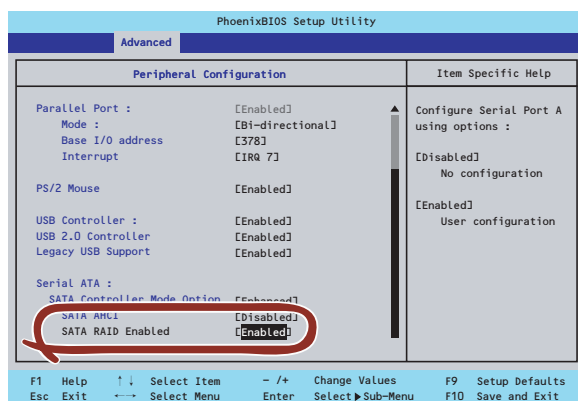 PhoenixBIOS Setup Utility
Advanced
Peripheral Configuration
Item Specific Help
Parallel Port : [Enabled]
Mode : [Bi-directional]
Base I/O address [378]
Interrupt [IRQ 7]
PS/2 Mouse [Enabled]
USB Controller : [Enabled]
USB 2.0 Controller [Enabled]
Legacy USB Support [Enabled]
Serial ATA :
SATA Controller Mode Option [Enhanced]
SATA AHCI [Disabled]
SATA RAID Enabled [Enabled]
Configure Serial Port A
using options :
[Disabled]
No configuration
[Enabled]
User configuration
F1 Help ↑↓ Select Item - /+ Change Values F9 Setup Defaults
Esc Exit ←→ Select Menu Enter Select ▶ Sub-Menu F10 Save and Exit